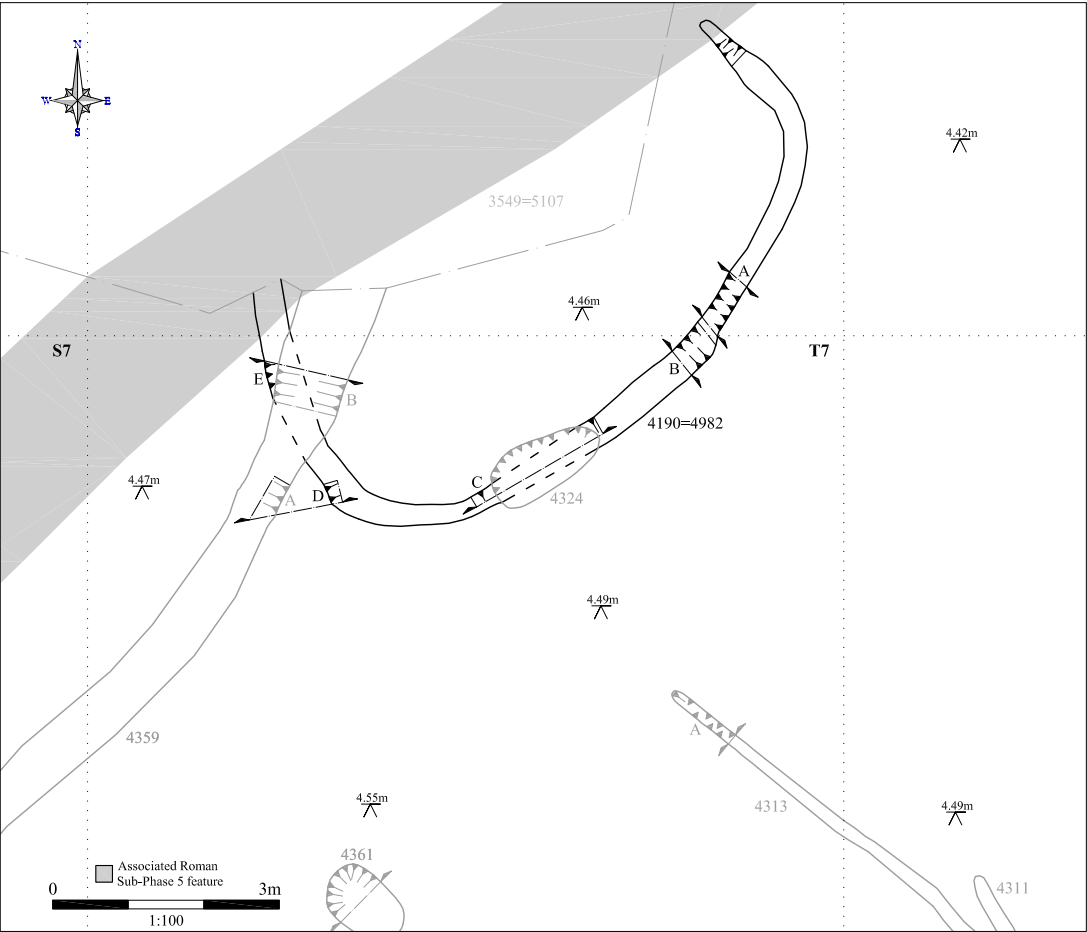 N
W E
S
4.42m
3549=5107
A
4.46m
S7
T7
B
E
B
4190=4982
4.47m
C
A
D
4324
4.49m
A
4359
4313
4.55m
4.49m
4361
Associated Roman
Sub-Phase 5 feature
4311
0 3m
1:100